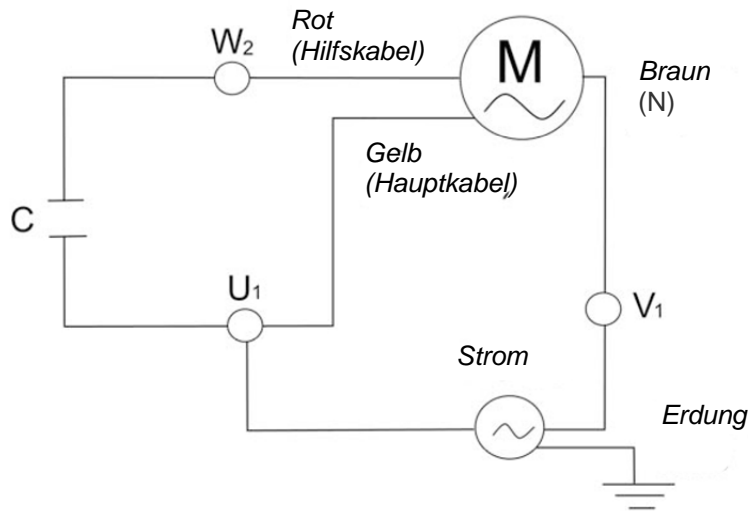 Rot
(Hilfskabel)
W₂
M
Braun
(N)
Gelb
(Hauptkabel)
C
U₁
V₁
Strom
Erdung